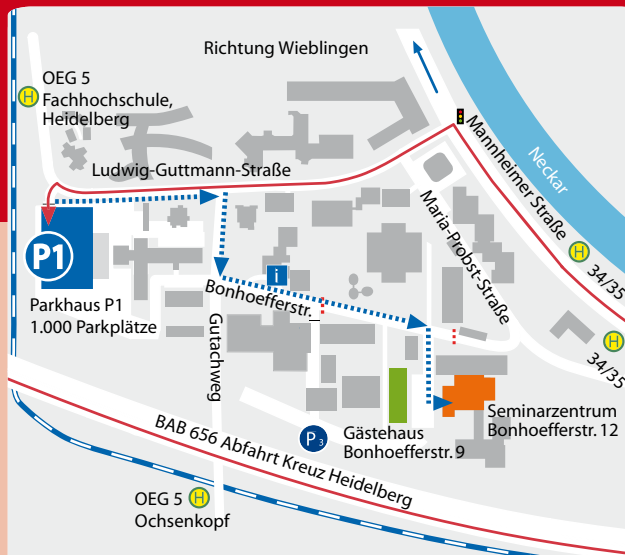 Richtung Wieblingen
H
OEG 5
Fachhochschule,
Heidelberg
Mannheimer Straße
Neckar
Ludwig-Guttmann-Straße
Maria-Probst-Straße
H
34/35
P1
i
Bonhoefferstr.
Parkhaus P1
1.000 Parkplätze
Gutachweg
H
34/35
BAB 656 Abfahrt Kreuz Heidelberg
P3
Gästehaus
Bonhoefferstr. 9
Seminarzentrum
Bonhoefferstr. 12
OEG 5
H
Ochsenkopf